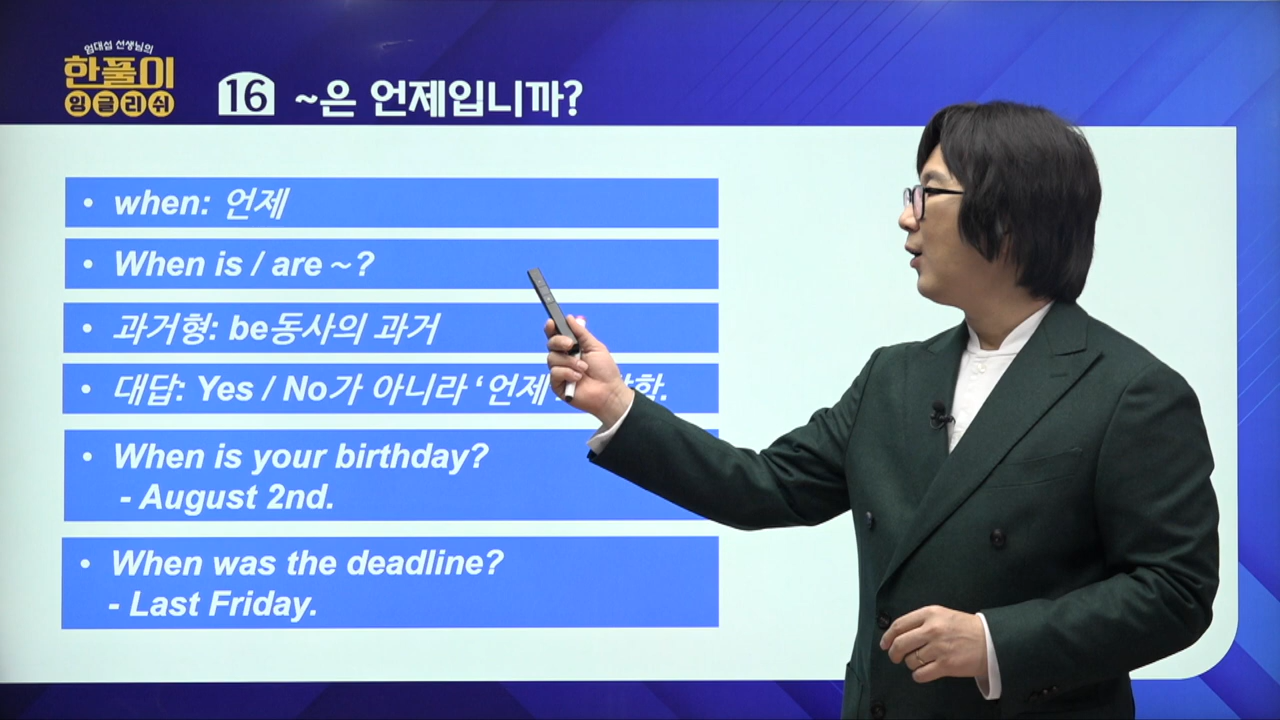 엄대섭 선생님의
한풀이
잉글리쉬
16 ~은 언제입니까?
• when: 언제
• When is / are ~ ?
• 과거형: be동사의 과거
• 대답: Yes / No가 아니라 ‘언제
• When is your birthday?
- August 2nd.
• When was the deadline?
- Last Friday.